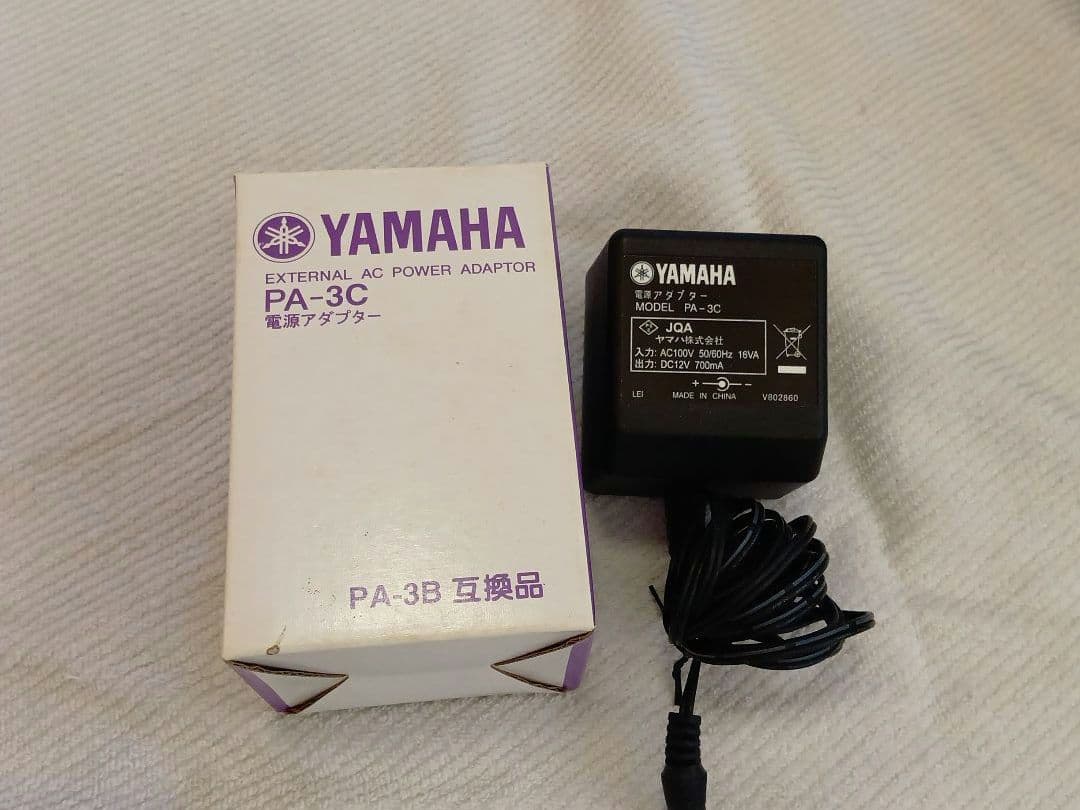 YAMAHA
EXTERNAL AC POWER ADAPTOR
PA-3C
電源アダプター
PA-3B 互換品
YAMAHA
電源アダプター
MODEL PA-3C
JQA
ヤマハ株式会社
入力: AC100V 50/60Hz 16VA
出力: DC12V 700mA
+ −
LEI MADE IN CHINA V802860